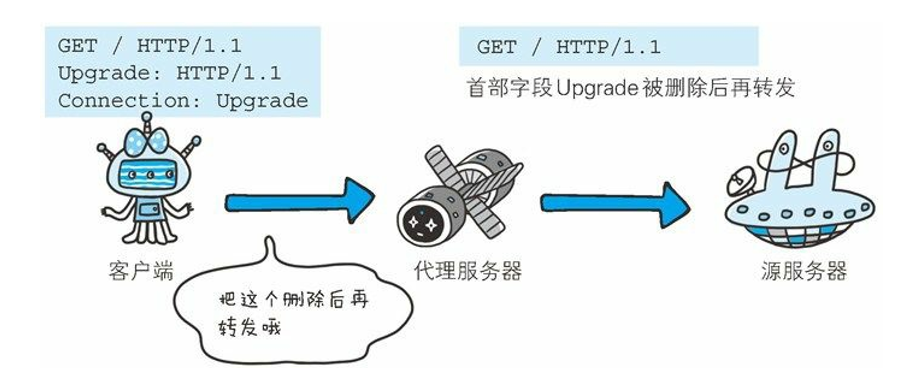 GET / HTTP/1.1
Upgrade: HTTP/1.1
Connection: Upgrade
GET / HTTP/1.1
首部字段Upgrade被删除后再转发
客户端
代理服务器
源服务器
把这个删除后再
转发哦